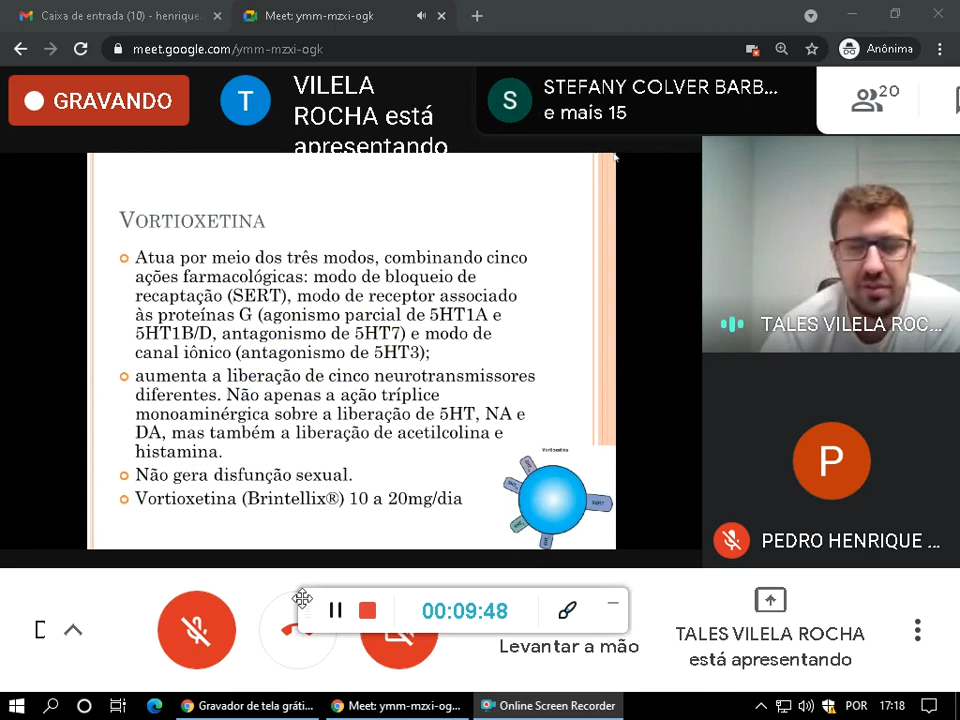 Caixa de entrada (10) - henrique.
Meet: ymm-mzxi-ogk
meet.google.com/ymm-mzxi-ogk
Anônima
GRAVANDO
T
VILELA
ROCHA está
apresentando
S
STEFANY COLVER BARB...
e mais 15
20
VORTIOXETINA
Atua por meio dos três modos, combinando cinco
ações farmacológicas: modo de bloqueio de
recaptação (SERT), modo de receptor associado
às proteínas G (agonismo parcial de 5HT1A e
5HT1B/D, antagonismo de 5HT7) e modo de
canal iônico (antagonismo de 5HT3);
aumenta a liberação de cinco neurotransmissores
diferentes. Não apenas a ação tríplice
monoaminérgica sobre a liberação de 5HT, NA e
DA, mas também a liberação de acetilcolina e
histamina.
Não gera disfunção sexual.
Vortioxetina (Brintellix®) 10 a 20mg/dia
Vortioxetina
SERT
TALES VILELA ROC...
P
PEDRO HENRIQUE ...
00:09:48
Levantar a mão
TALES VILELA ROCHA
está apresentando
Gravador de tela gráti...
Meet: ymm-mzxi-og...
Online Screen Recorder
POR
17:18